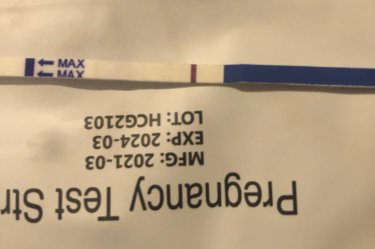 MAX
MAX
Pregnancy Test Str
MFG: 2021-03
EXP: 2024-03
LOT: HCG2103